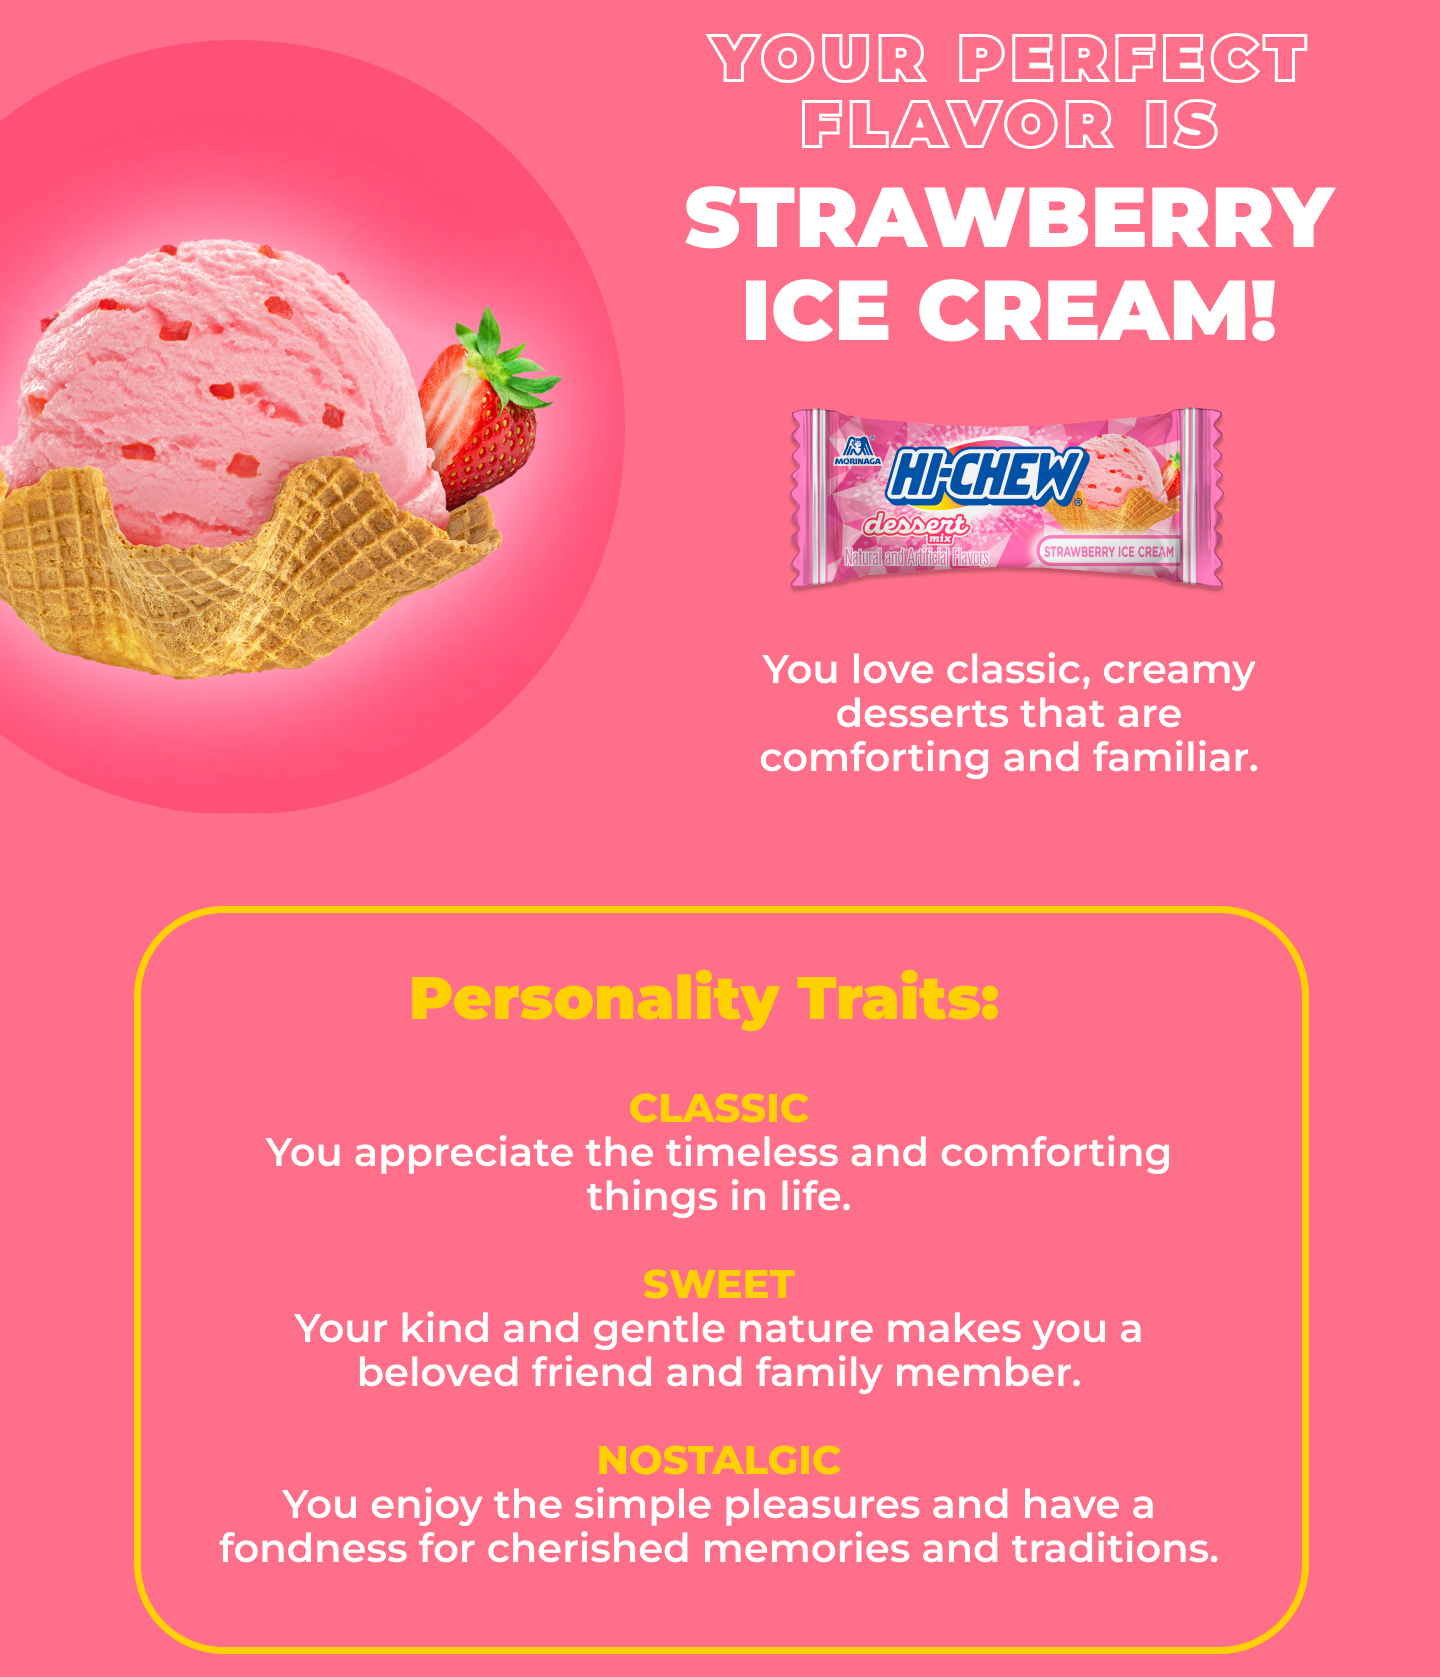 YOUR PERFECT
FLAVOR IS
STRAWBERRY
ICE CREAM!
MORINAGA
HI-CHEW
dessert
mix
Natural and Artificial Flavors
STRAWBERRY ICE CREAM
You love classic, creamy
desserts that are
comforting and familiar.
Personality Traits:
CLASSIC
You appreciate the timeless and comforting
things in life.
SWEET
Your kind and gentle nature makes you a
beloved friend and family member.
NOSTALGIC
You enjoy the simple pleasures and have a
fondness for cherished memories and traditions.